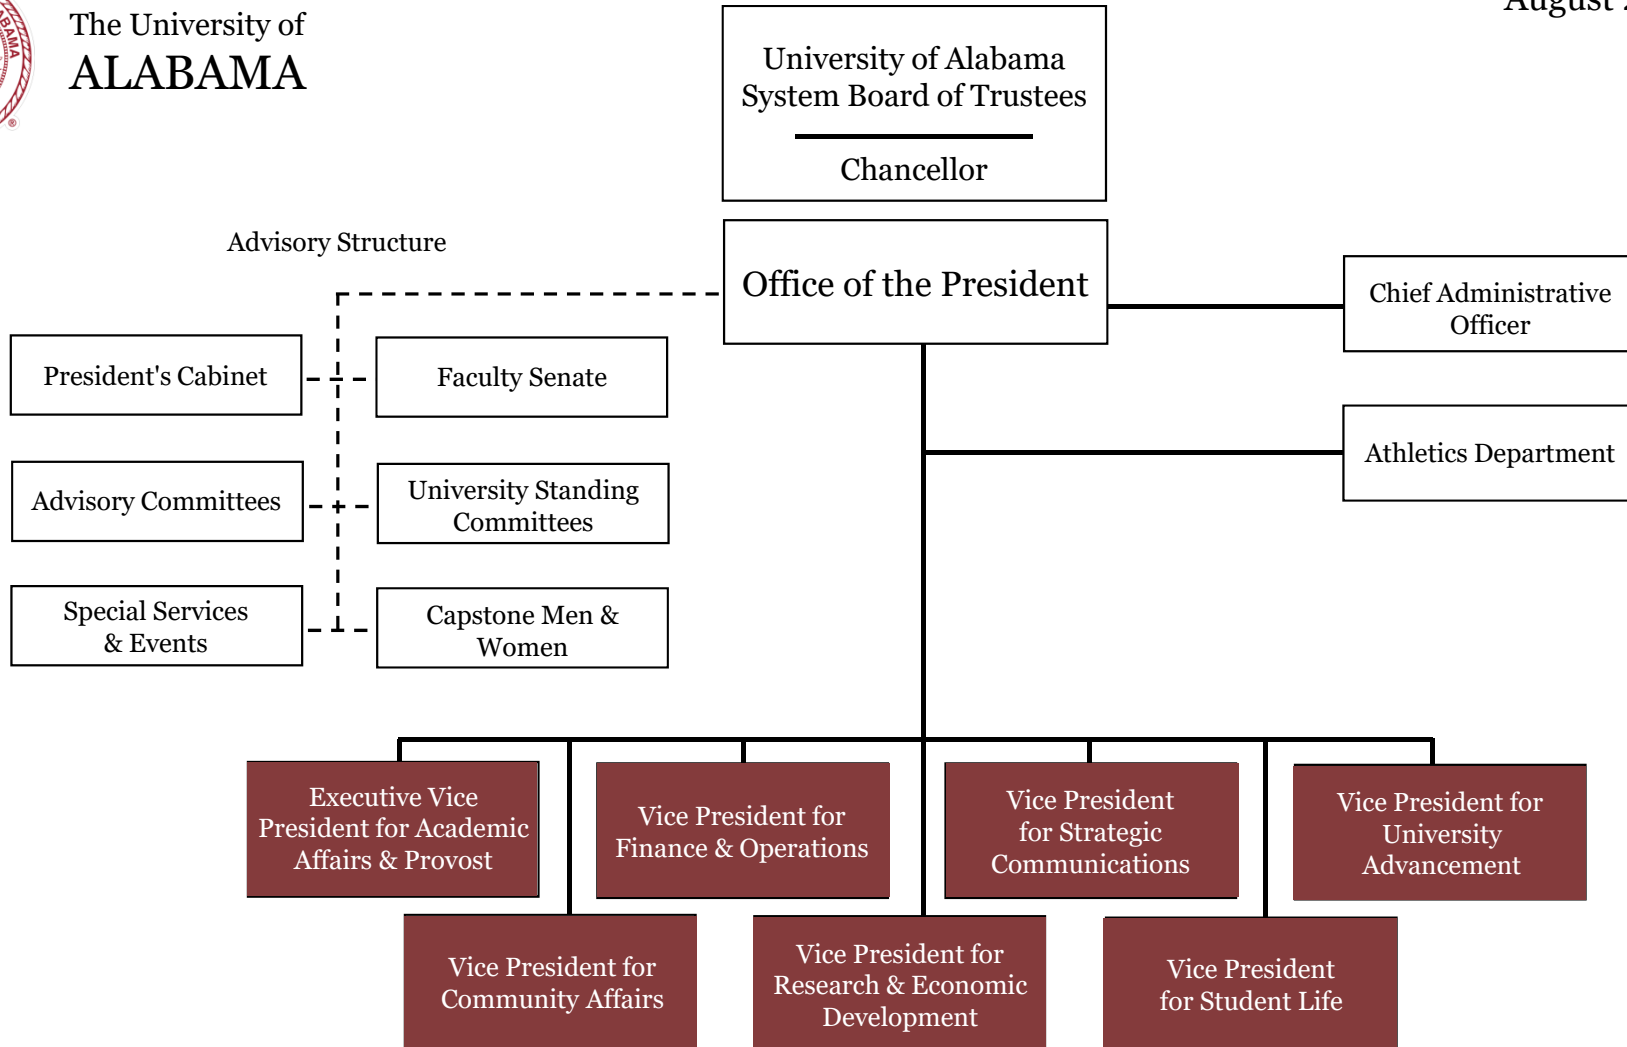 The University of
ALABAMA
August
ALABAMA
University of Alabama
System Board of Trustees
Chancellor
Advisory Structure
Office of the President
Chief Administrative
Officer
President's Cabinet
Faculty Senate
Athletics Department
Advisory Committees
University Standing
Committees
Special Services
& Events
Capstone Men &
Women
Executive Vice
President for Academic
Affairs & Provost
Vice President for
Finance & Operations
Vice President
for Strategic
Communications
Vice President for
University
Advancement
Vice President for
Community Affairs
Vice President for
Research & Economic
Development
Vice President
for Student Life